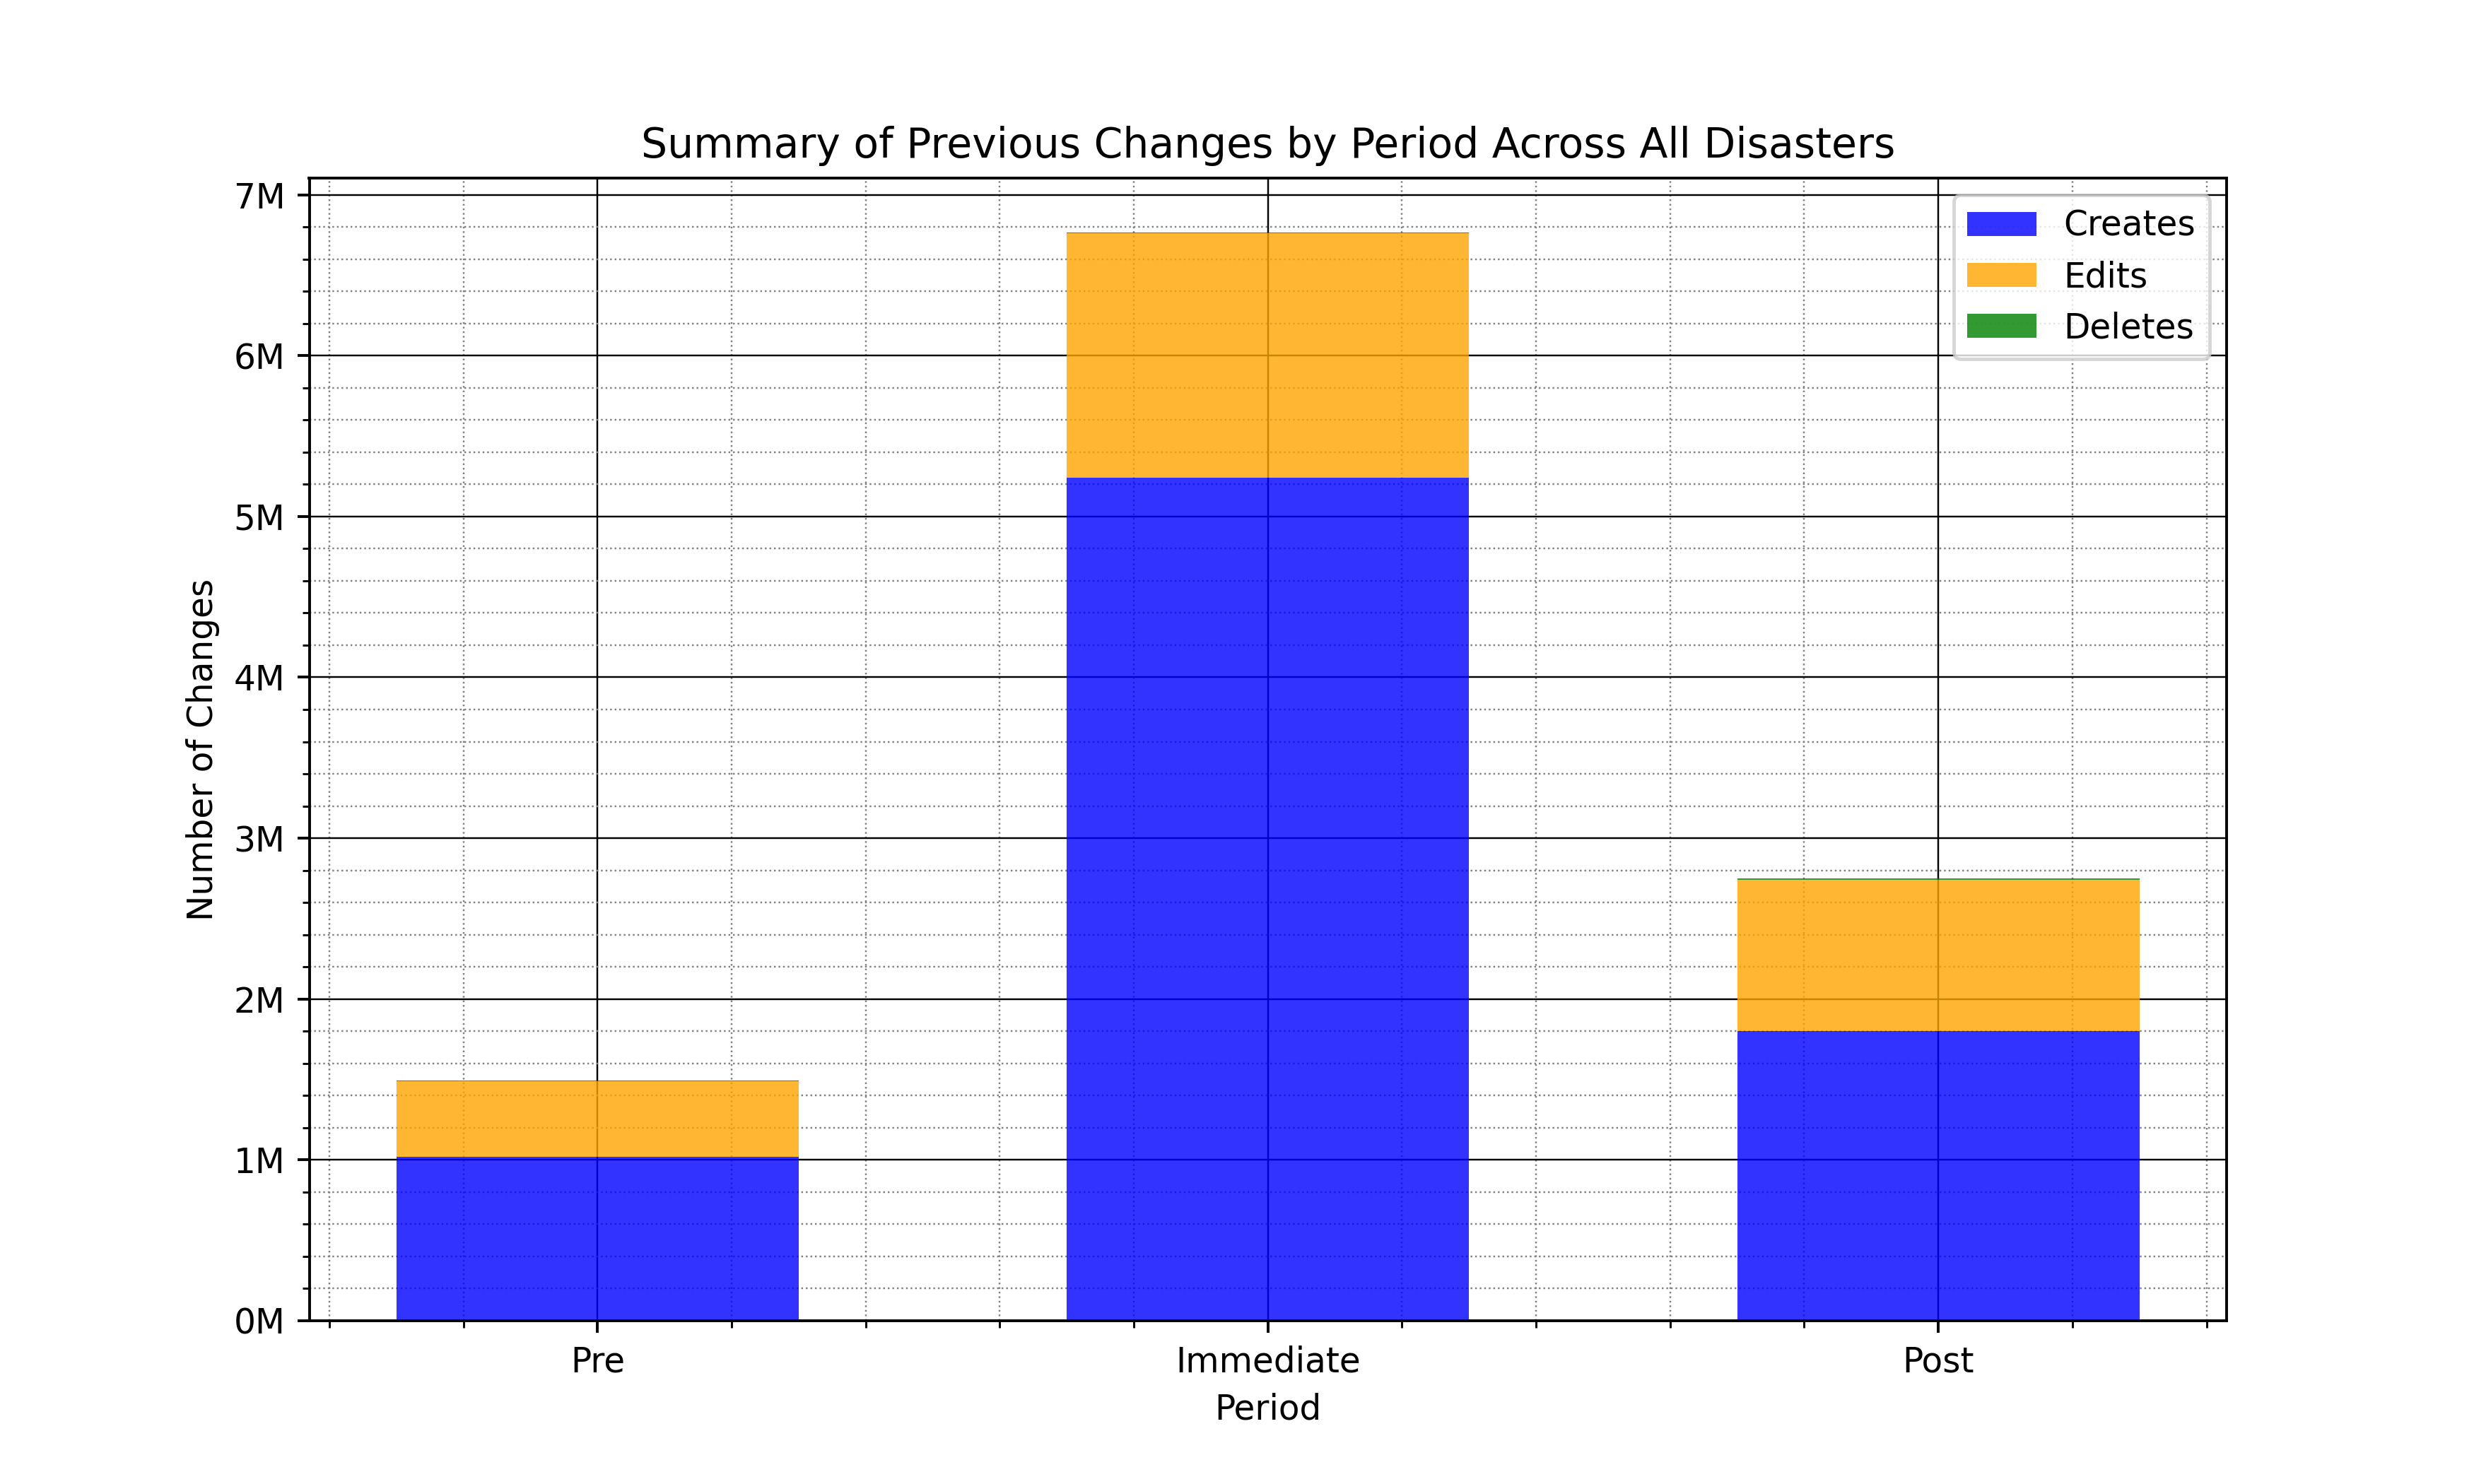 Summary of Previous Changes by Period Across All Disasters
7M
6M
5M
4M
3M
2M
1M
0M
Number of Changes
Creates
Edits
Deletes
Pre
Immediate
Post
Period